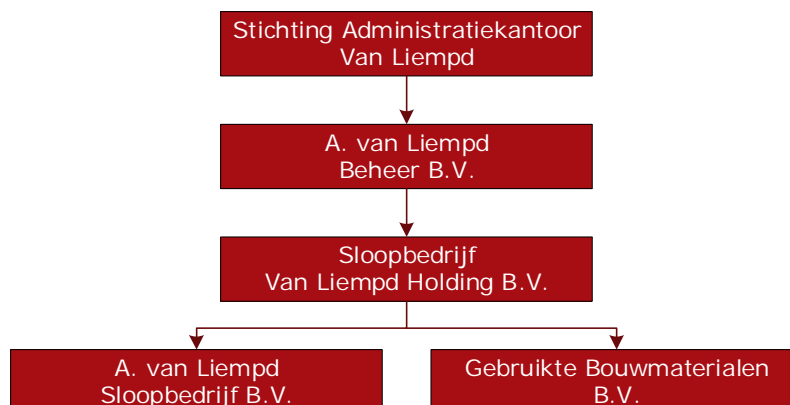 Stichting Administratiekantoor
Van Liempd
A. van Liempd
Beheer B.V.
Sloopbedrijf
Van Liempd Holding B.V.
A. van Liempd
Sloopbedrijf B.V.
Gebruikte Bouwmaterialen
B.V.